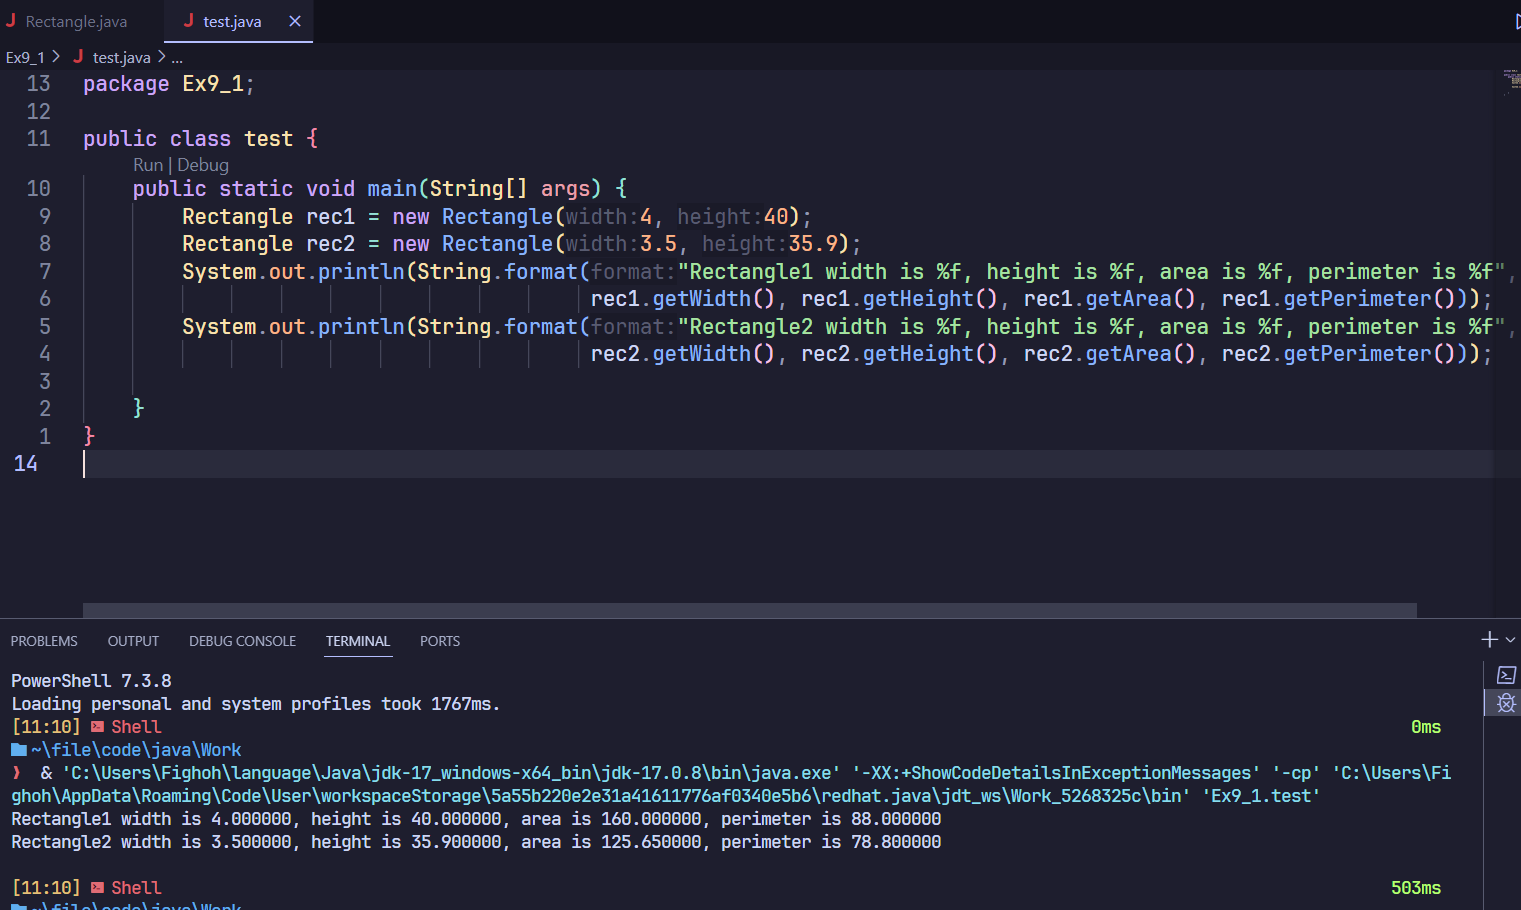 Rectangle.java
test.java
Ex9_1 > test.java > ...
13 package Ex9_1;
12
11 public class test {
Run | Debug
10 public static void main(String[] args) {
9 Rectangle rec1 = new Rectangle(width:4, height:40);
8 Rectangle rec2 = new Rectangle(width:3.5, height:35.9);
7 System.out.println(String.format(format:"Rectangle1 width is %f, height is %f, area is %f, perimeter is %f",
6 rec1.getWidth(), rec1.getHeight(), rec1.getArea(), rec1.getPerimeter()));
5 System.out.println(String.format(format:"Rectangle2 width is %f, height is %f, area is %f, perimeter is %f",
4 rec2.getWidth(), rec2.getHeight(), rec2.getArea(), rec2.getPerimeter()));
3
2 }
1 }
14
PROBLEMS OUTPUT DEBUG CONSOLE TERMINAL PORTS
PowerShell 7.3.8
Loading personal and system profiles took 1767ms.
[11:10] Shell 0ms
~\file\code\java\Work
❯ & 'C:\Users\Fighoh\language\Java\jdk-17_windows-x64_bin\jdk-17.0.8\bin\java.exe' '-XX:+ShowCodeDetailsInExceptionMessages' '-cp' 'C:\Users\Fi
ghoh\AppData\Roaming\Code\User\workspaceStorage\5a55b220e2e31a41611776af0340e5b6\redhat.java\jdt_ws\Work_5268325c\bin' 'Ex9_1.test'
Rectangle1 width is 4.000000, height is 40.000000, area is 160.000000, perimeter is 88.000000
Rectangle2 width is 3.500000, height is 35.900000, area is 125.650000, perimeter is 78.800000
[11:10] Shell 503ms
~\file\code\java\Work